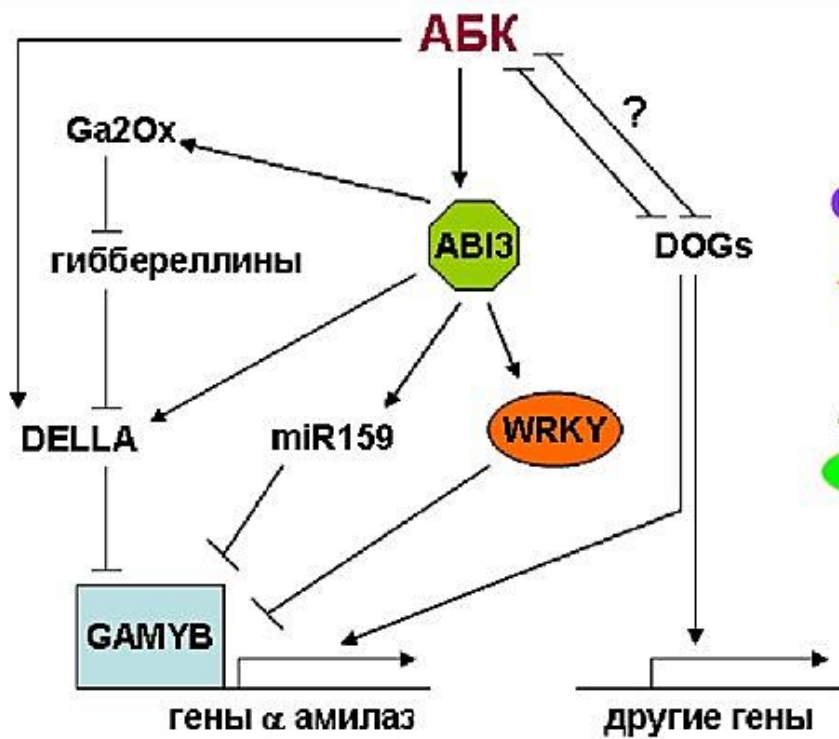 АБК
?
Ga2Ox
ABI3
DOGs
гиббереллины
DELLA
miR159
WRKY
GAMYB
гены α амилаз
другие гены